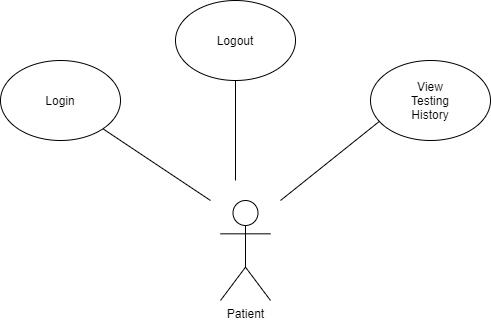 Logout
Login
View
Testing
History
Patient